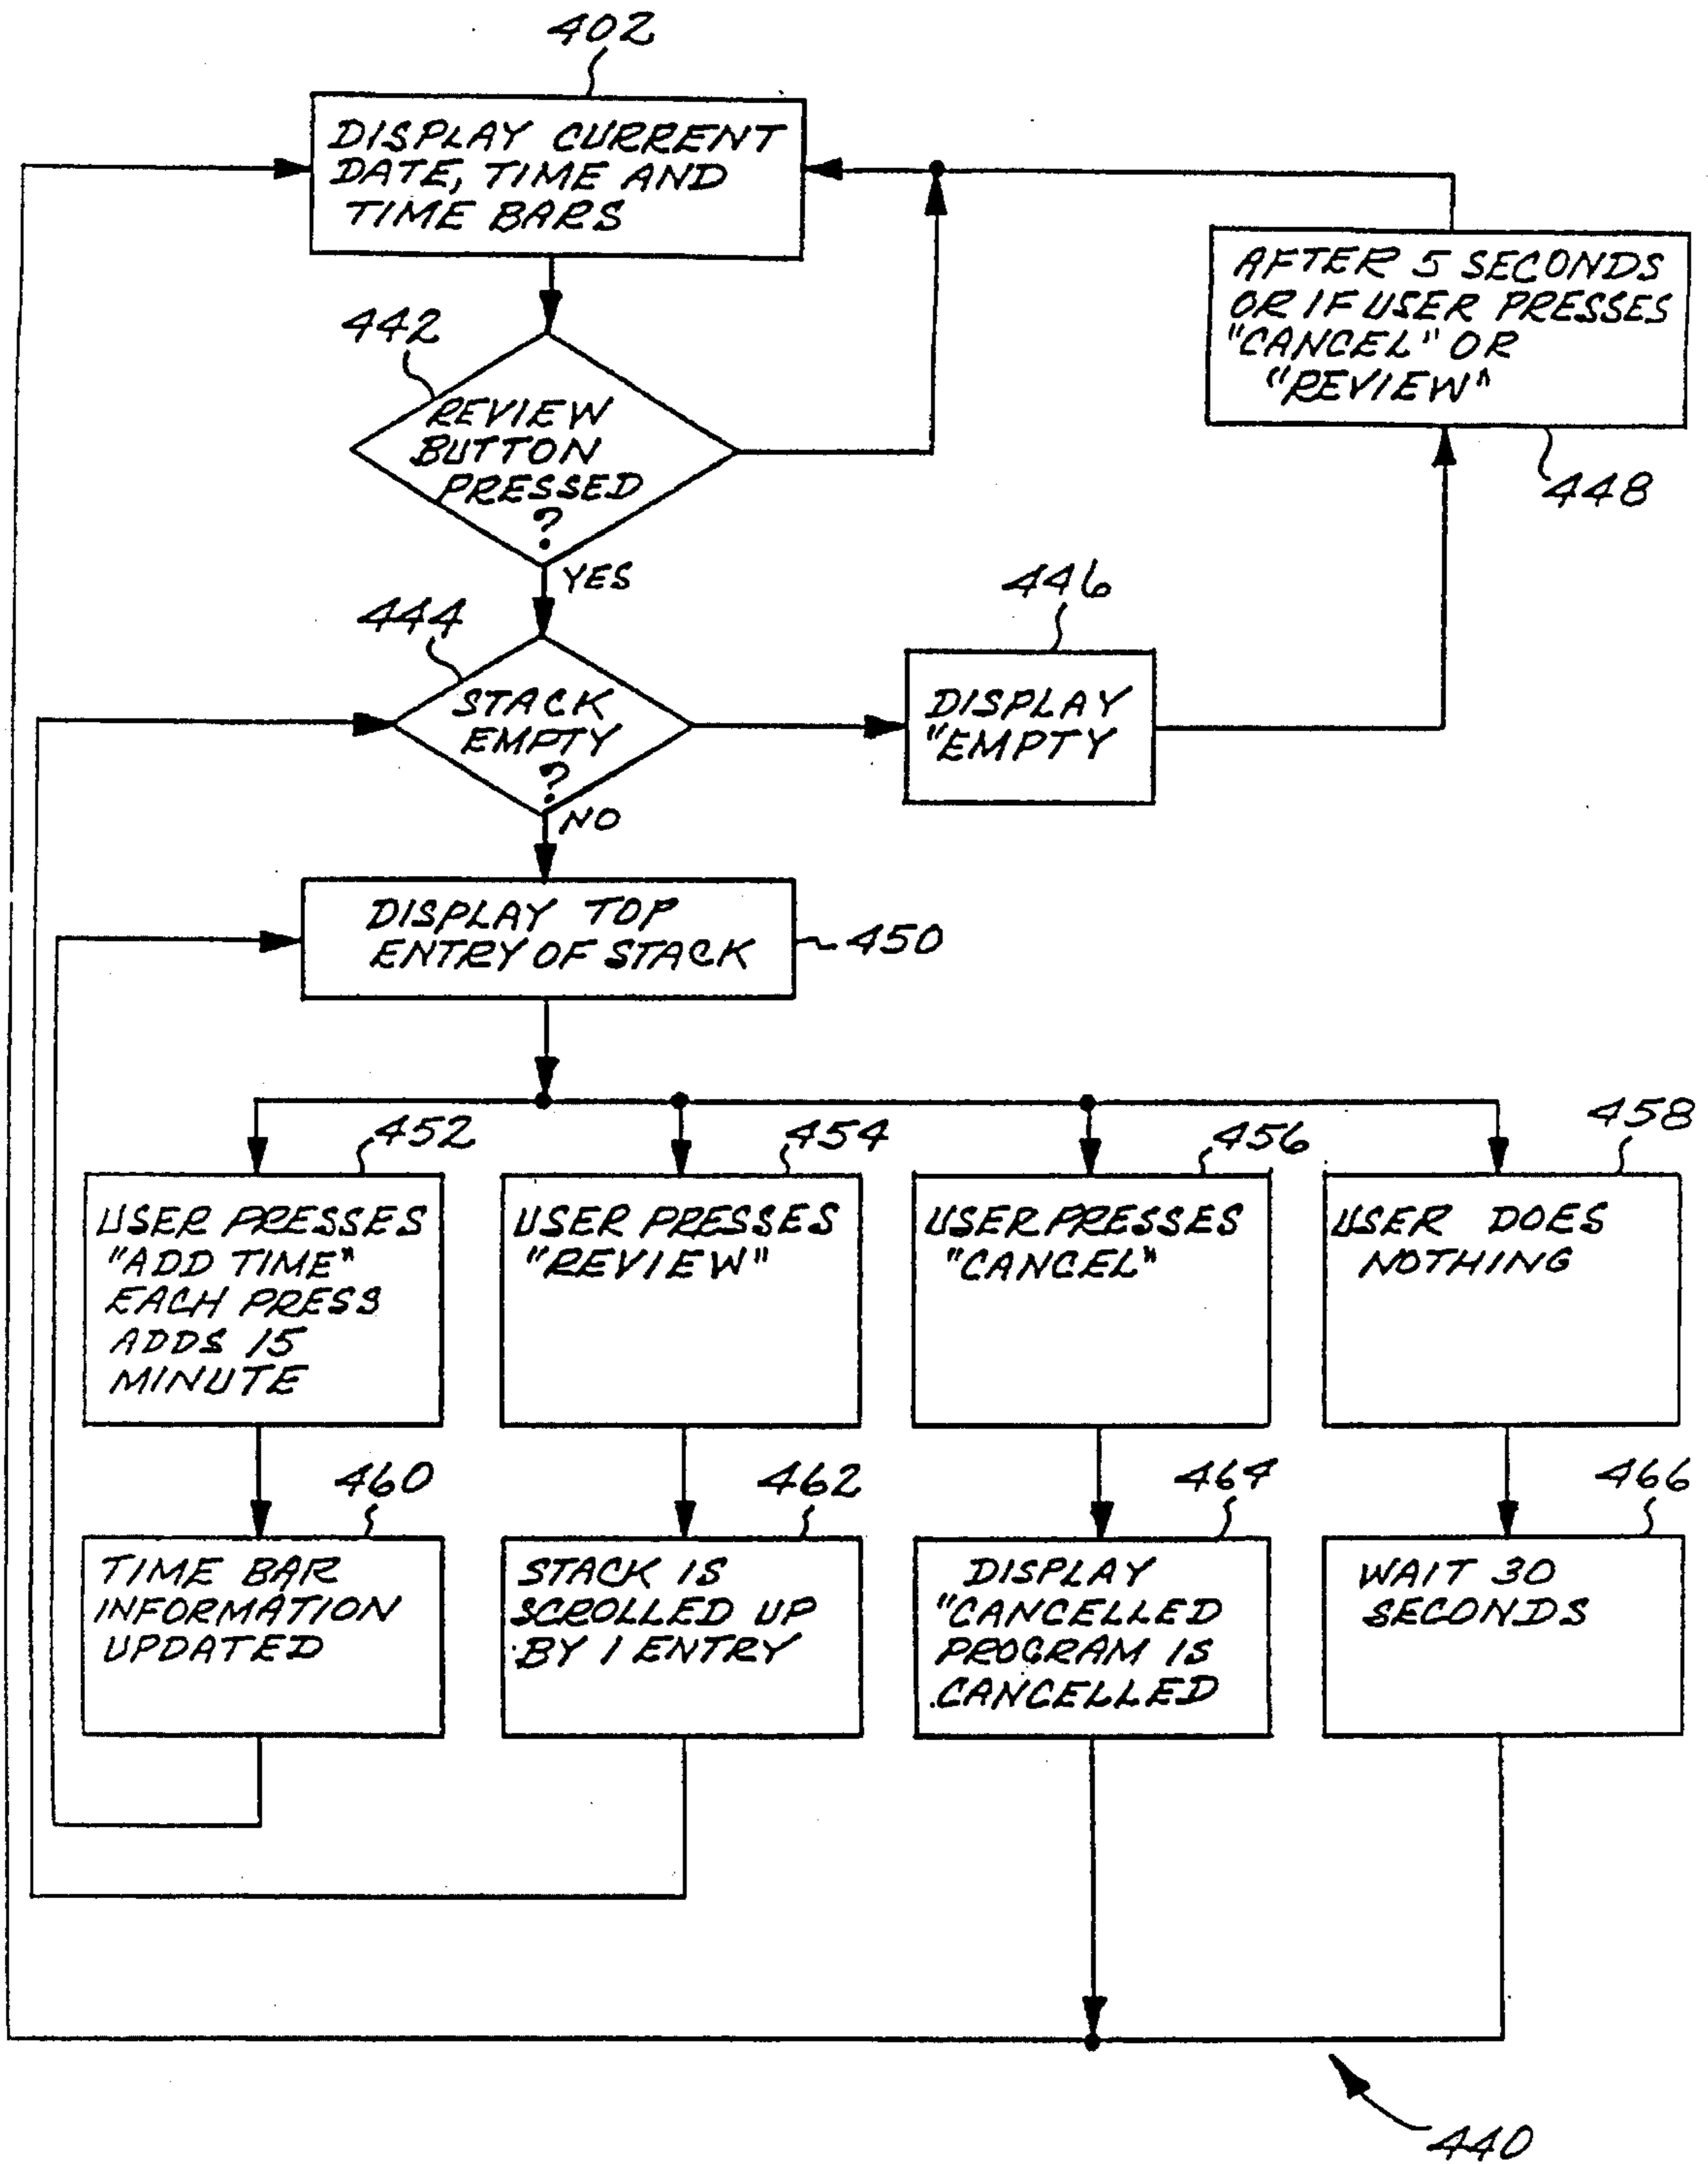 402
DISPLAY CURRENT
DATE, TIME AND
TIME BARS
442
REVIEW
BUTTON
PRESSED
?
YES
AFTER 5 SECONDS
OR IF USER PRESSES
"CANCEL" OR
"REVIEW"
448
444
STACK
EMPTY
?
NO
446
DISPLAY
"EMPTY
DISPLAY TOP
ENTRY OF STACK
450
452
USER PRESSES
"ADD TIME"
EACH PRESS
ADDS 15
MINUTE
454
USER PRESSES
"REVIEW"
456
USER PRESSES
"CANCEL"
458
USER DOES
NOTHING
460
TIME BAR
INFORMATION
UPDATED
462
STACK IS
SCROLLED UP
BY 1 ENTRY
464
DISPLAY
"CANCELLED
PROGRAM IS
CANCELLED
466
WAIT 30
SECONDS
440